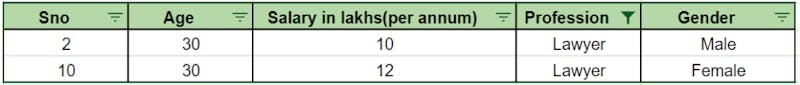 Sno Age Salary in lakhs(per annum) Profession Gender
2 30 10 Lawyer Male
10 30 12 Lawyer Female